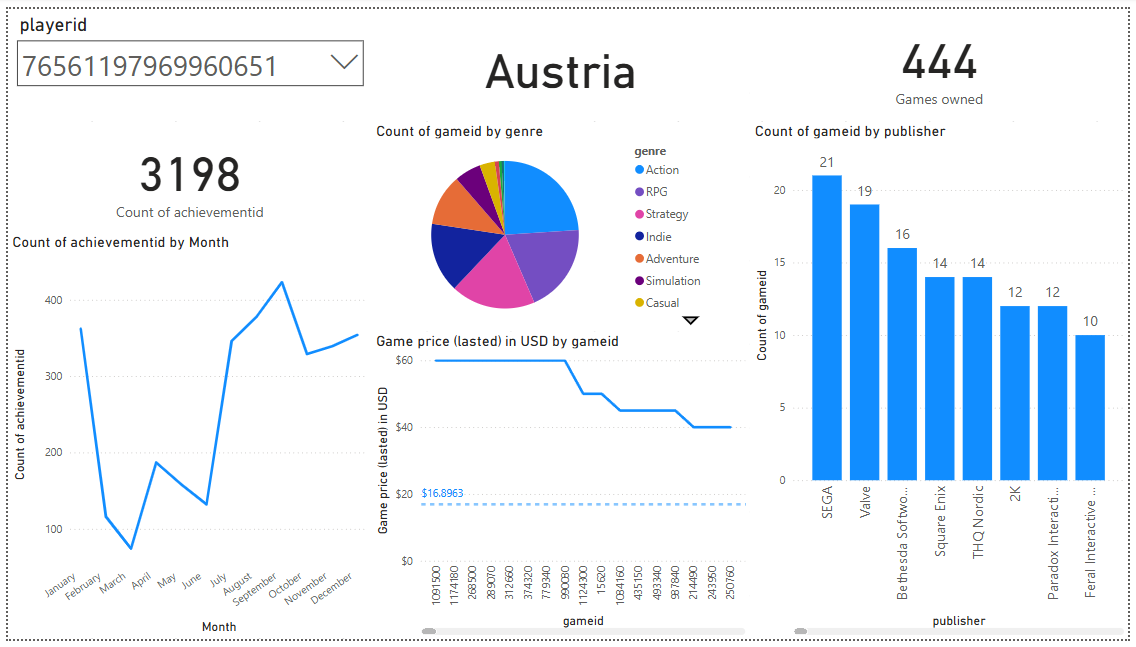 playerid
76561197969960651
Austria
444
Games owned
3198
Count of achievementid
Count of achievementid by Month
Count of achievementid
400
300
200
100
January
February
March
April
May
June
July
August
September
October
November
December
Month
Count of gameid by genre
genre
Action
RPG
Strategy
Indie
Adventure
Simulation
Casual
Game price (lasted) in USD by gameid
Game price (lasted) in USD
$60
$40
$20
$0
$16.8963
1091500
1174180
268500
289070
312660
374320
779340
990080
1124300
15620
1084160
435150
493340
987840
214490
243950
250760
gameid
Count of gameid by publisher
Count of gameid
20
15
10
5
0
21
19
16
14
14
12
12
10
SEGA
Valve
Bethesda Softwo...
Square Enix
THQ Nordic
2K
Paradox Interacti...
Feral Interactive ...
publisher